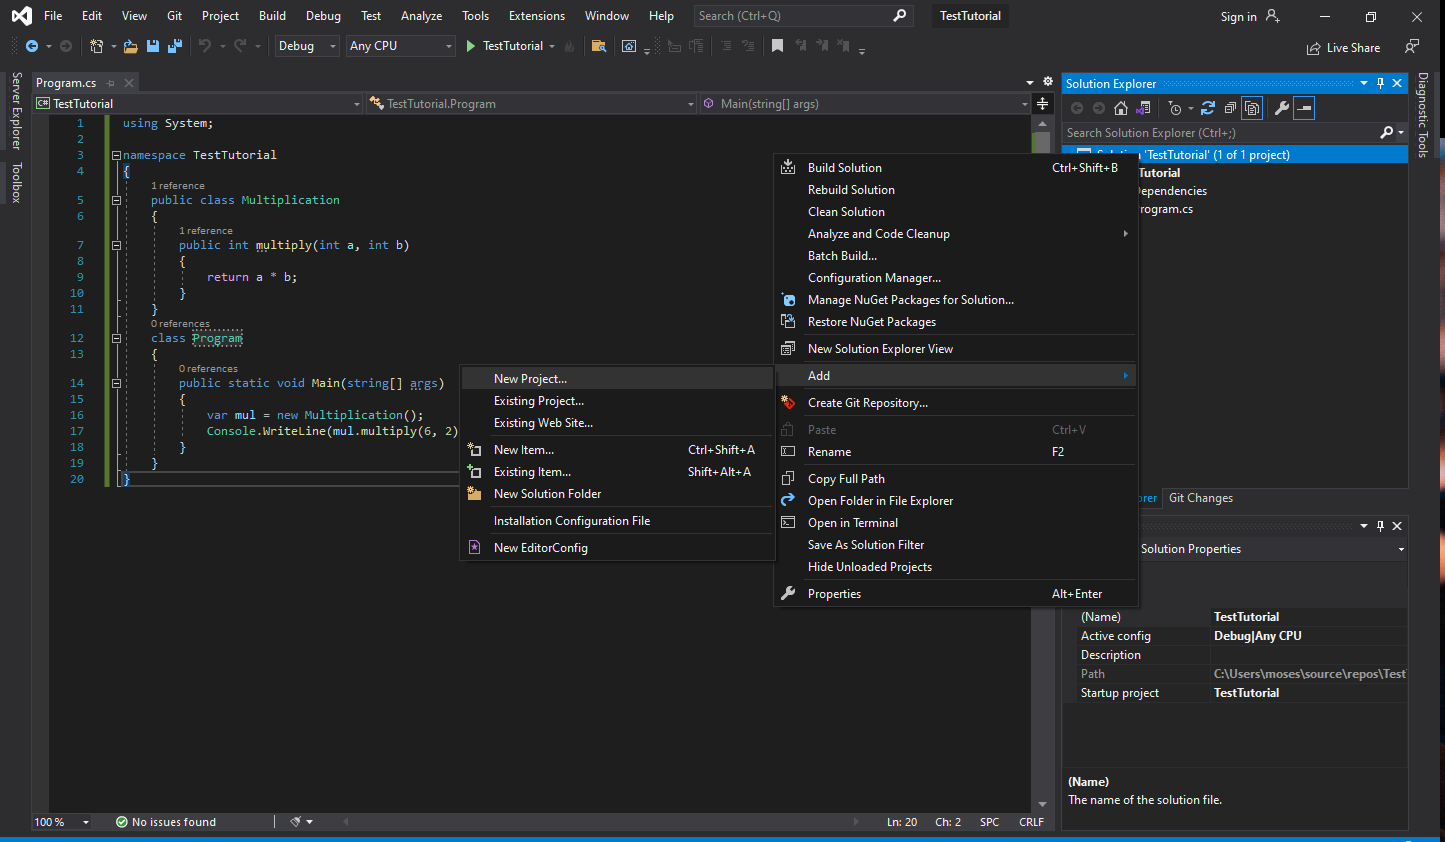 File Edit View Git Project Build Debug Test Analyze Tools Extensions Window Help Search (Ctrl+Q) TestTutorial Sign in
Debug Any CPU TestTutorial Live Share
Server Explorer
Toolbox
Program.cs
C# TestTutorial TestTutorial.Program Main(string[] args)
1 using System;
2
3 namespace TestTutorial
4 {
1 reference
5 public class Multiplication
6 {
1 reference
7 public int multiply(int a, int b)
8 {
9 return a * b;
10 }
11 }
0 references
12 class Program
13 {
0 references
14 public static void Main(string[] args)
15 {
16 var mul = new Multiplication();
17 Console.WriteLine(mul.multiply(6, 2)
18 }
19 }
20 }
New Project...
Existing Project...
Existing Web Site...
New Item... Ctrl+Shift+A
Existing Item... Shift+Alt+A
New Solution Folder
Installation Configuration File
New EditorConfig
Build Solution Ctrl+Shift+B
Rebuild Solution
Clean Solution
Analyze and Code Cleanup
Batch Build...
Configuration Manager...
Manage NuGet Packages for Solution...
Restore NuGet Packages
New Solution Explorer View
Add
Create Git Repository...
Paste Ctrl+V
Rename F2
Copy Full Path
Open Folder in File Explorer
Open in Terminal
Save As Solution Filter
Hide Unloaded Projects
Properties Alt+Enter
Solution Explorer
Search Solution Explorer (Ctrl+;)
'TestTutorial' (1 of 1 project)
Tutorial
ependencies
rogram.cs
Diagnostic Tools
orer Git Changes
Solution Properties
(Name) TestTutorial
Active config Debug|Any CPU
Description
Path C:\Users\moses\source\repos\Test
Startup project TestTutorial
(Name)
The name of the solution file.
100 % No issues found Ln: 20 Ch: 2 SPC CRLF